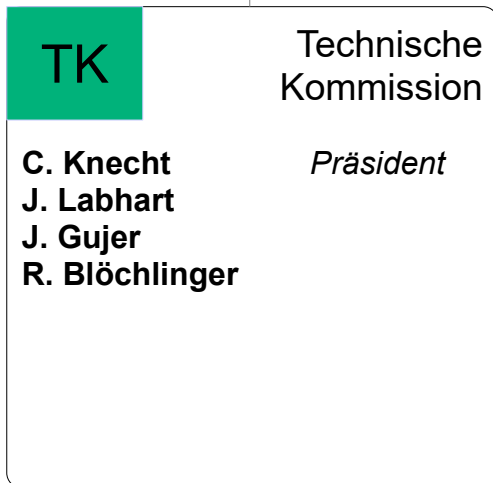 TK
Technische
Kommission
C. Knecht Präsident
J. Labhart
J. Gujer
R. Blöchlinger